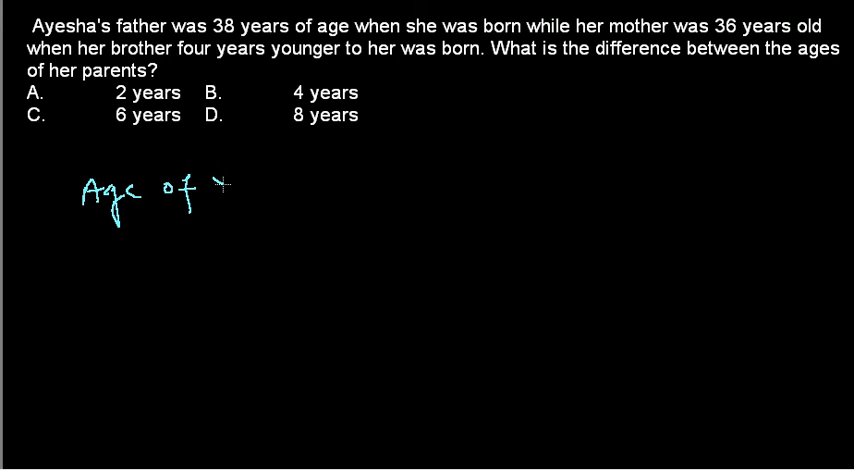 Ayesha's father was 38 years of age when she was born while her mother was 36 years old
when her brother four years younger to her was born. What is the difference between the ages
of her parents?
A. 2 years B. 4 years
C. 6 years D. 8 years
Age of